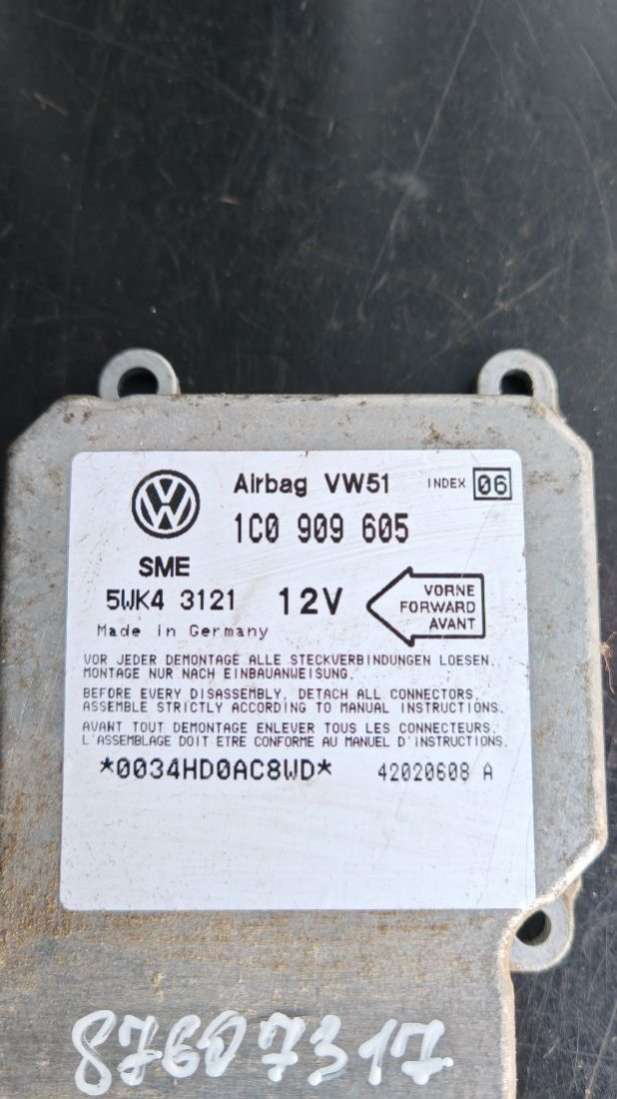 Airbag VW51 INDEX 06
1C0 909 605
SME
5WK4 3121 12V
VORNE
FORWARD
AVANT
Made in Germany
VOR JEDER DEMONTAGE ALLE STECKVERBINDUNGEN LOESEN.
MONTAGE NUR NACH EINBAUANWEISUNG.
BEFORE EVERY DISASSEMBLY, DETACH ALL CONNECTORS.
ASSEMBLE STRICTLY ACCORDING TO MANUAL INSTRUCTIONS.
AVANT TOUT DEMONTAGE ENLEVER TOUS LES CONNECTEURS.
L'ASSEMBLAGE DOIT ETRE CONFORME AU MANUEL D'INSTRUCTIONS.
*0034HD0AC8WD* 42020608 A
87607317